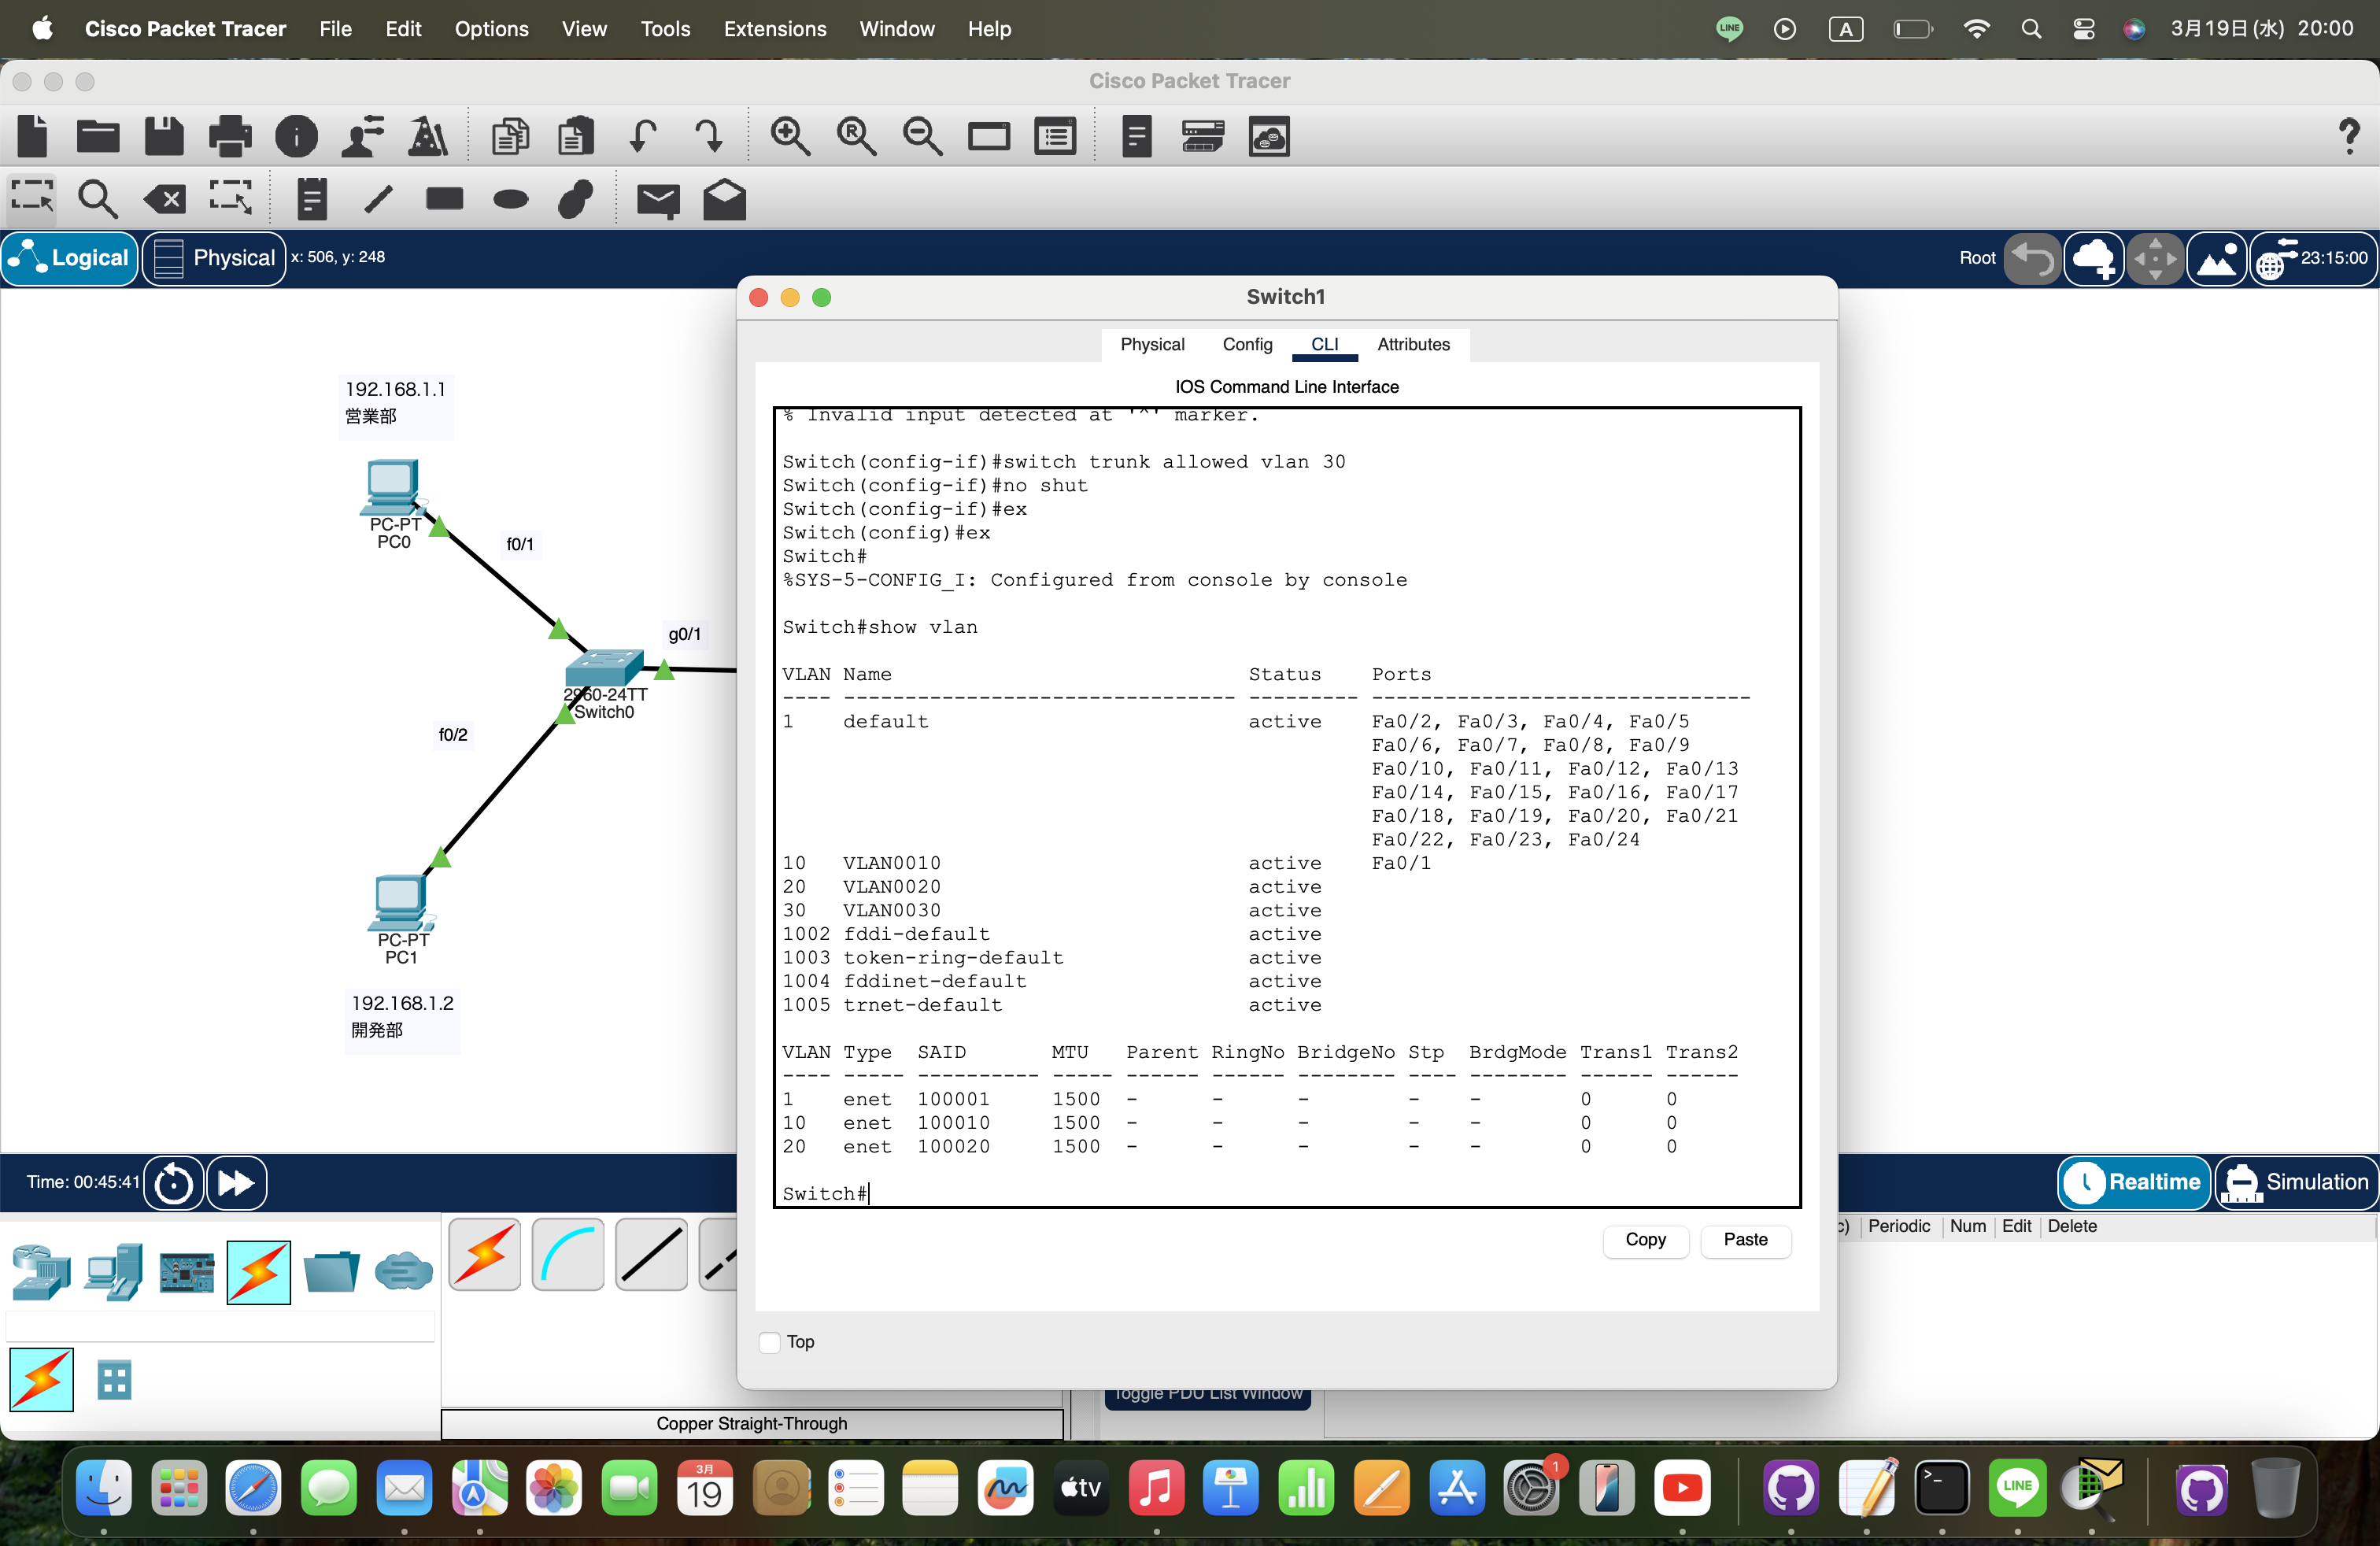 Cisco Packet Tracer File Edit Options View Tools Extensions Window Help LINE A 3月19日(水) 20:00
Cisco Packet Tracer
Logical Physical x: 506, y: 248 Root 23:15:00
192.168.1.1
営業部
PC-PT
PC0
f0/1
g0/1
2960-24TT
Switch0
f0/2
PC-PT
PC1
192.168.1.2
開発部
Switch1
Physical Config CLI Attributes
IOS Command Line Interface
% Invalid input detected at '^' marker.
Switch(config-if)#switch trunk allowed vlan 30
Switch(config-if)#no shut
Switch(config-if)#ex
Switch(config)#ex
Switch#
%SYS-5-CONFIG_I: Configured from console by console
Switch#show vlan
VLAN Name                             Status    Ports
---- -------------------------------- --------- -------------------------------
1    default                          active    Fa0/2, Fa0/3, Fa0/4, Fa0/5
                                                Fa0/6, Fa0/7, Fa0/8, Fa0/9
                                                Fa0/10, Fa0/11, Fa0/12, Fa0/13
                                                Fa0/14, Fa0/15, Fa0/16, Fa0/17
                                                Fa0/18, Fa0/19, Fa0/20, Fa0/21
                                                Fa0/22, Fa0/23, Fa0/24
10   VLAN0010                         active    Fa0/1
20   VLAN0020                         active
30   VLAN0030                         active
1002 fddi-default                     active
1003 token-ring-default               active
1004 fddinet-default                  active
1005 trnet-default                    active
VLAN Type  SAID       MTU   Parent RingNo BridgeNo Stp  BrdgMode Trans1 Trans2
---- ----- ---------- ----- ------ ------ -------- ---- -------- ------ ------
1    enet  100001     1500  -      -      -        -    -        0      0
10   enet  100010     1500  -      -      -        -    -        0      0
20   enet  100020     1500  -      -      -        -    -        0      0
Switch#
Copy Paste
Top
Time: 00:45:41 Realtime Simulation
c) Periodic Num Edit Delete
Toggle PDU List Window
Copper Straight-Through
3月
19
tv
1
LINE